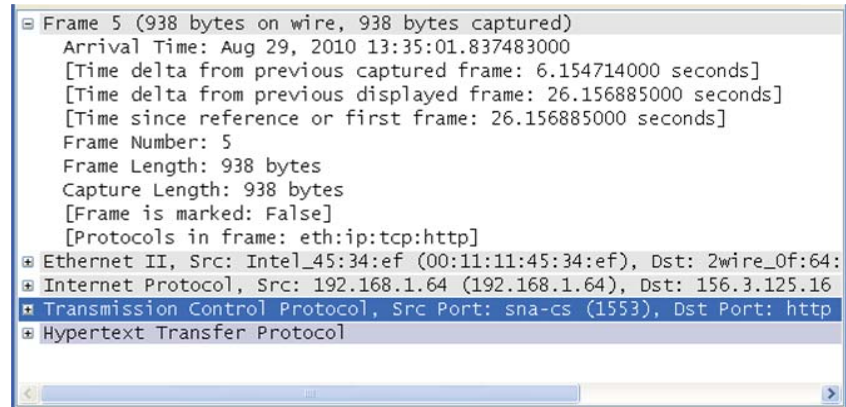 Frame 5 (938 bytes on wire, 938 bytes captured)
Arrival Time: Aug 29, 2010 13:35:01.837483000
[Time delta from previous captured frame: 6.154714000 seconds]
[Time delta from previous displayed frame: 26.156885000 seconds]
[Time since reference or first frame: 26.156885000 seconds]
Frame Number: 5
Frame Length: 938 bytes
Capture Length: 938 bytes
[Frame is marked: False]
[Protocols in frame: eth:ip:tcp:http]
Ethernet II, Src: Intel_45:34:ef (00:11:11:45:34:ef), Dst: 2wire_0f:64:
Internet Protocol, Src: 192.168.1.64 (192.168.1.64), Dst: 156.3.125.16
Transmission Control Protocol, Src Port: sna-cs (1553), Dst Port: http
Hypertext Transfer Protocol